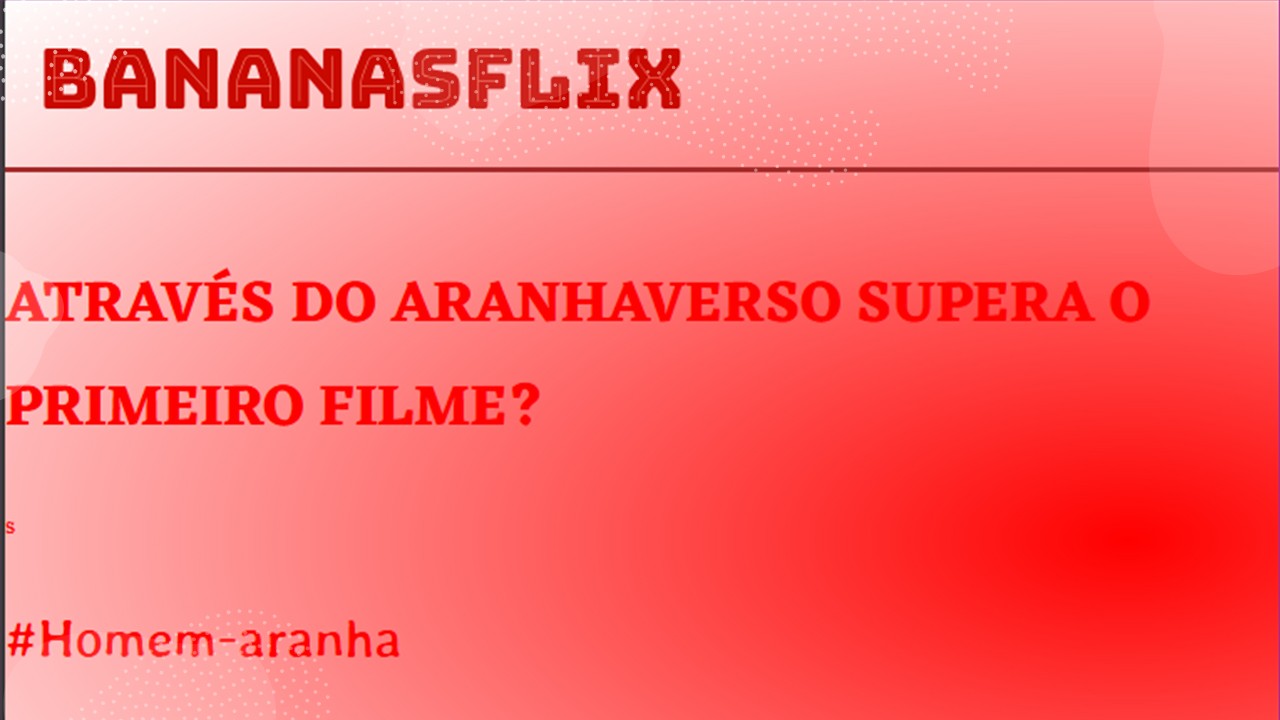 BANANASFLIX
ATRAVÉS DO ARANHAVERSO SUPERA O
PRIMEIRO FILME?
s
#Homem-aranha